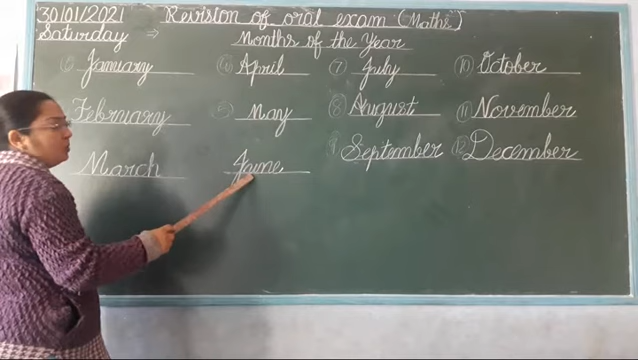 30/01/2021 Revision of oral exam (Maths)
Saturday ⇒ Months of the Year
January ④ April ⑦ July ⑩ October
February ⑤ May ⑧ August ⑪ November
March June ⑨ September ⑫ December